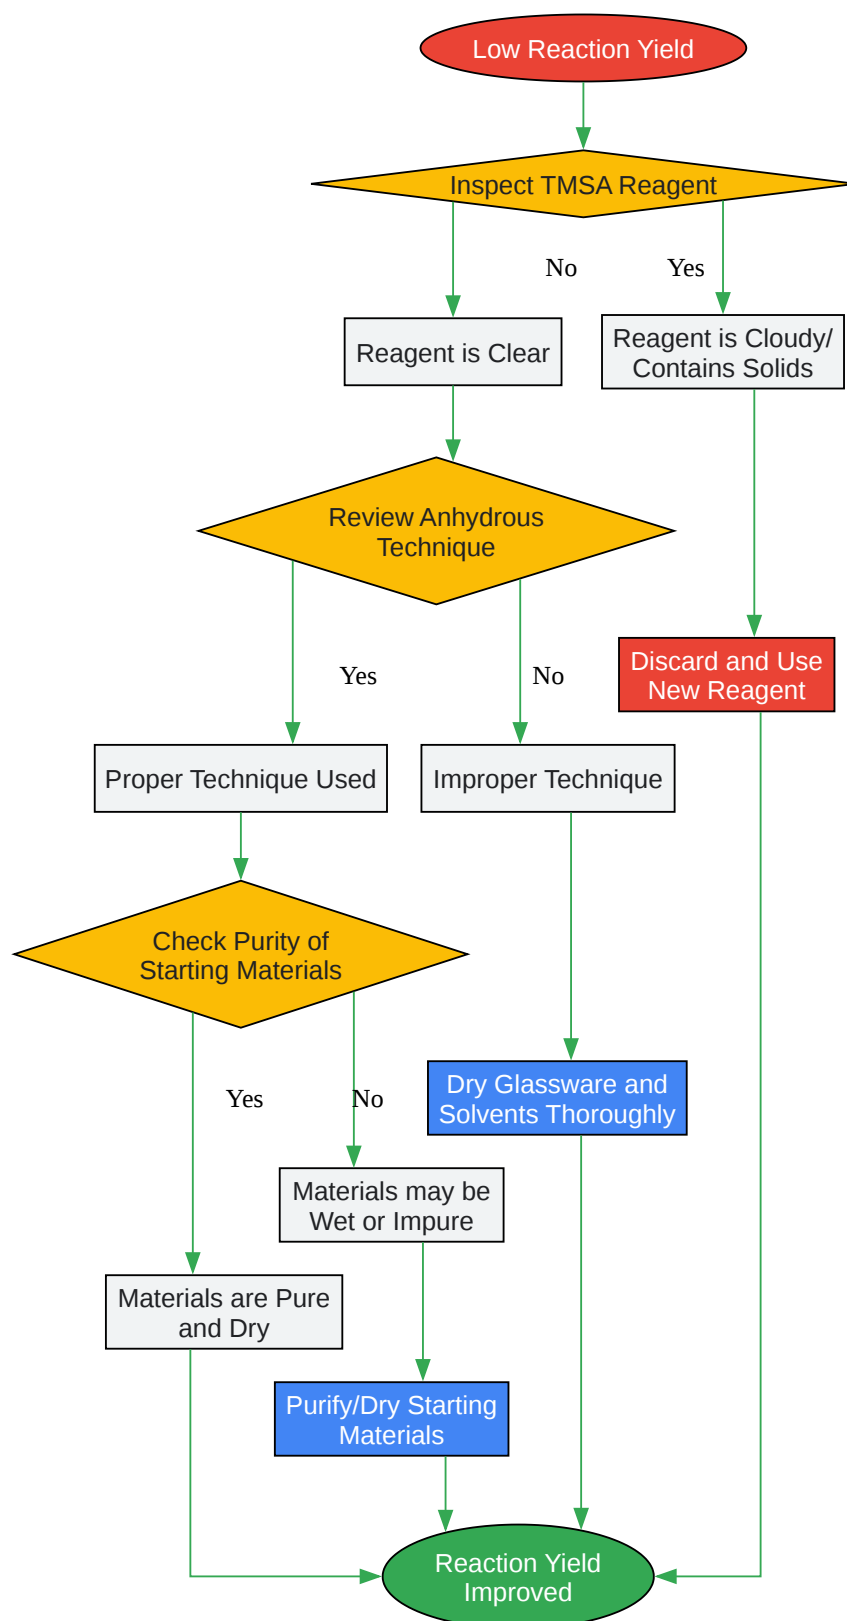 Low Reaction Yield
Inspect TMSA Reagent
No
Yes
Reagent is Clear
Reagent is Cloudy/
Contains Solids
Review Anhydrous
Technique
Yes
No
Discard and Use
New Reagent
Proper Technique Used
Improper Technique
Check Purity of
Starting Materials
Yes
No
Dry Glassware and
Solvents Thoroughly
Materials may be
Wet or Impure
Materials are Pure
and Dry
Purify/Dry Starting
Materials
Reaction Yield
Improved